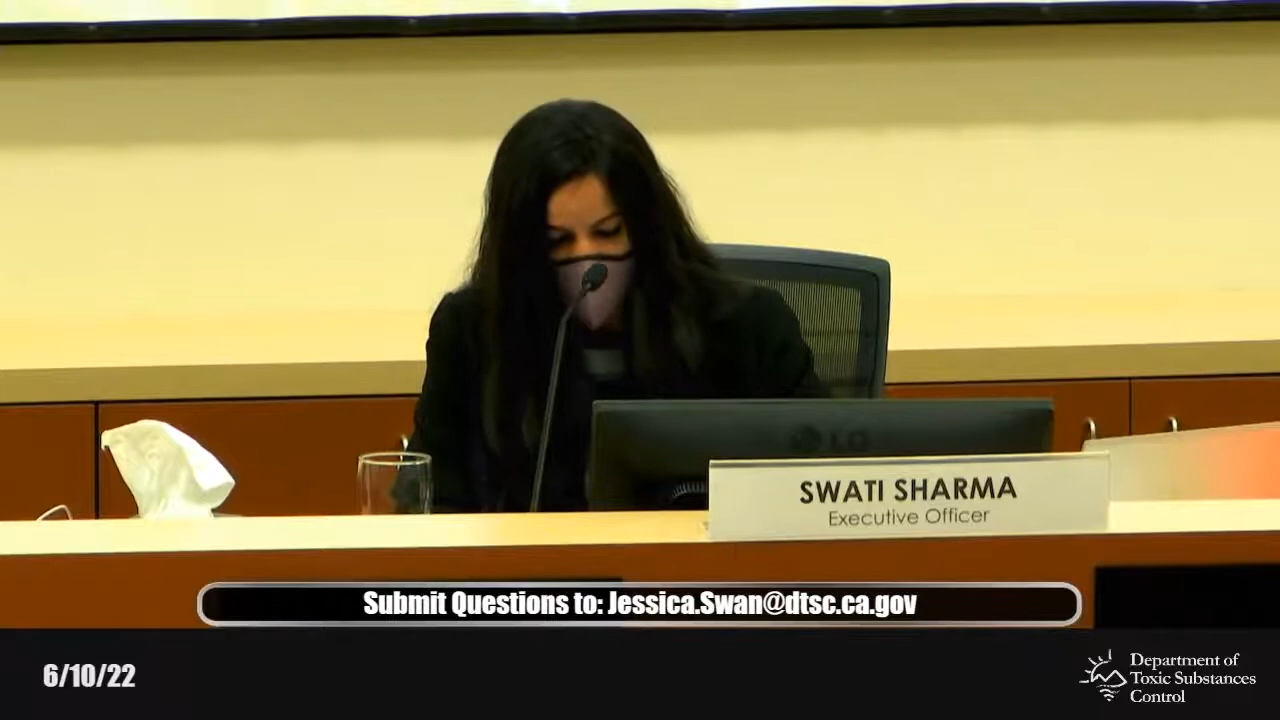 LG
SWATI SHARMA
Executive Officer
Submit Questions to: Jessica.Swan@dtsc.ca.gov
6/10/22
Department of
Toxic Substances
Control